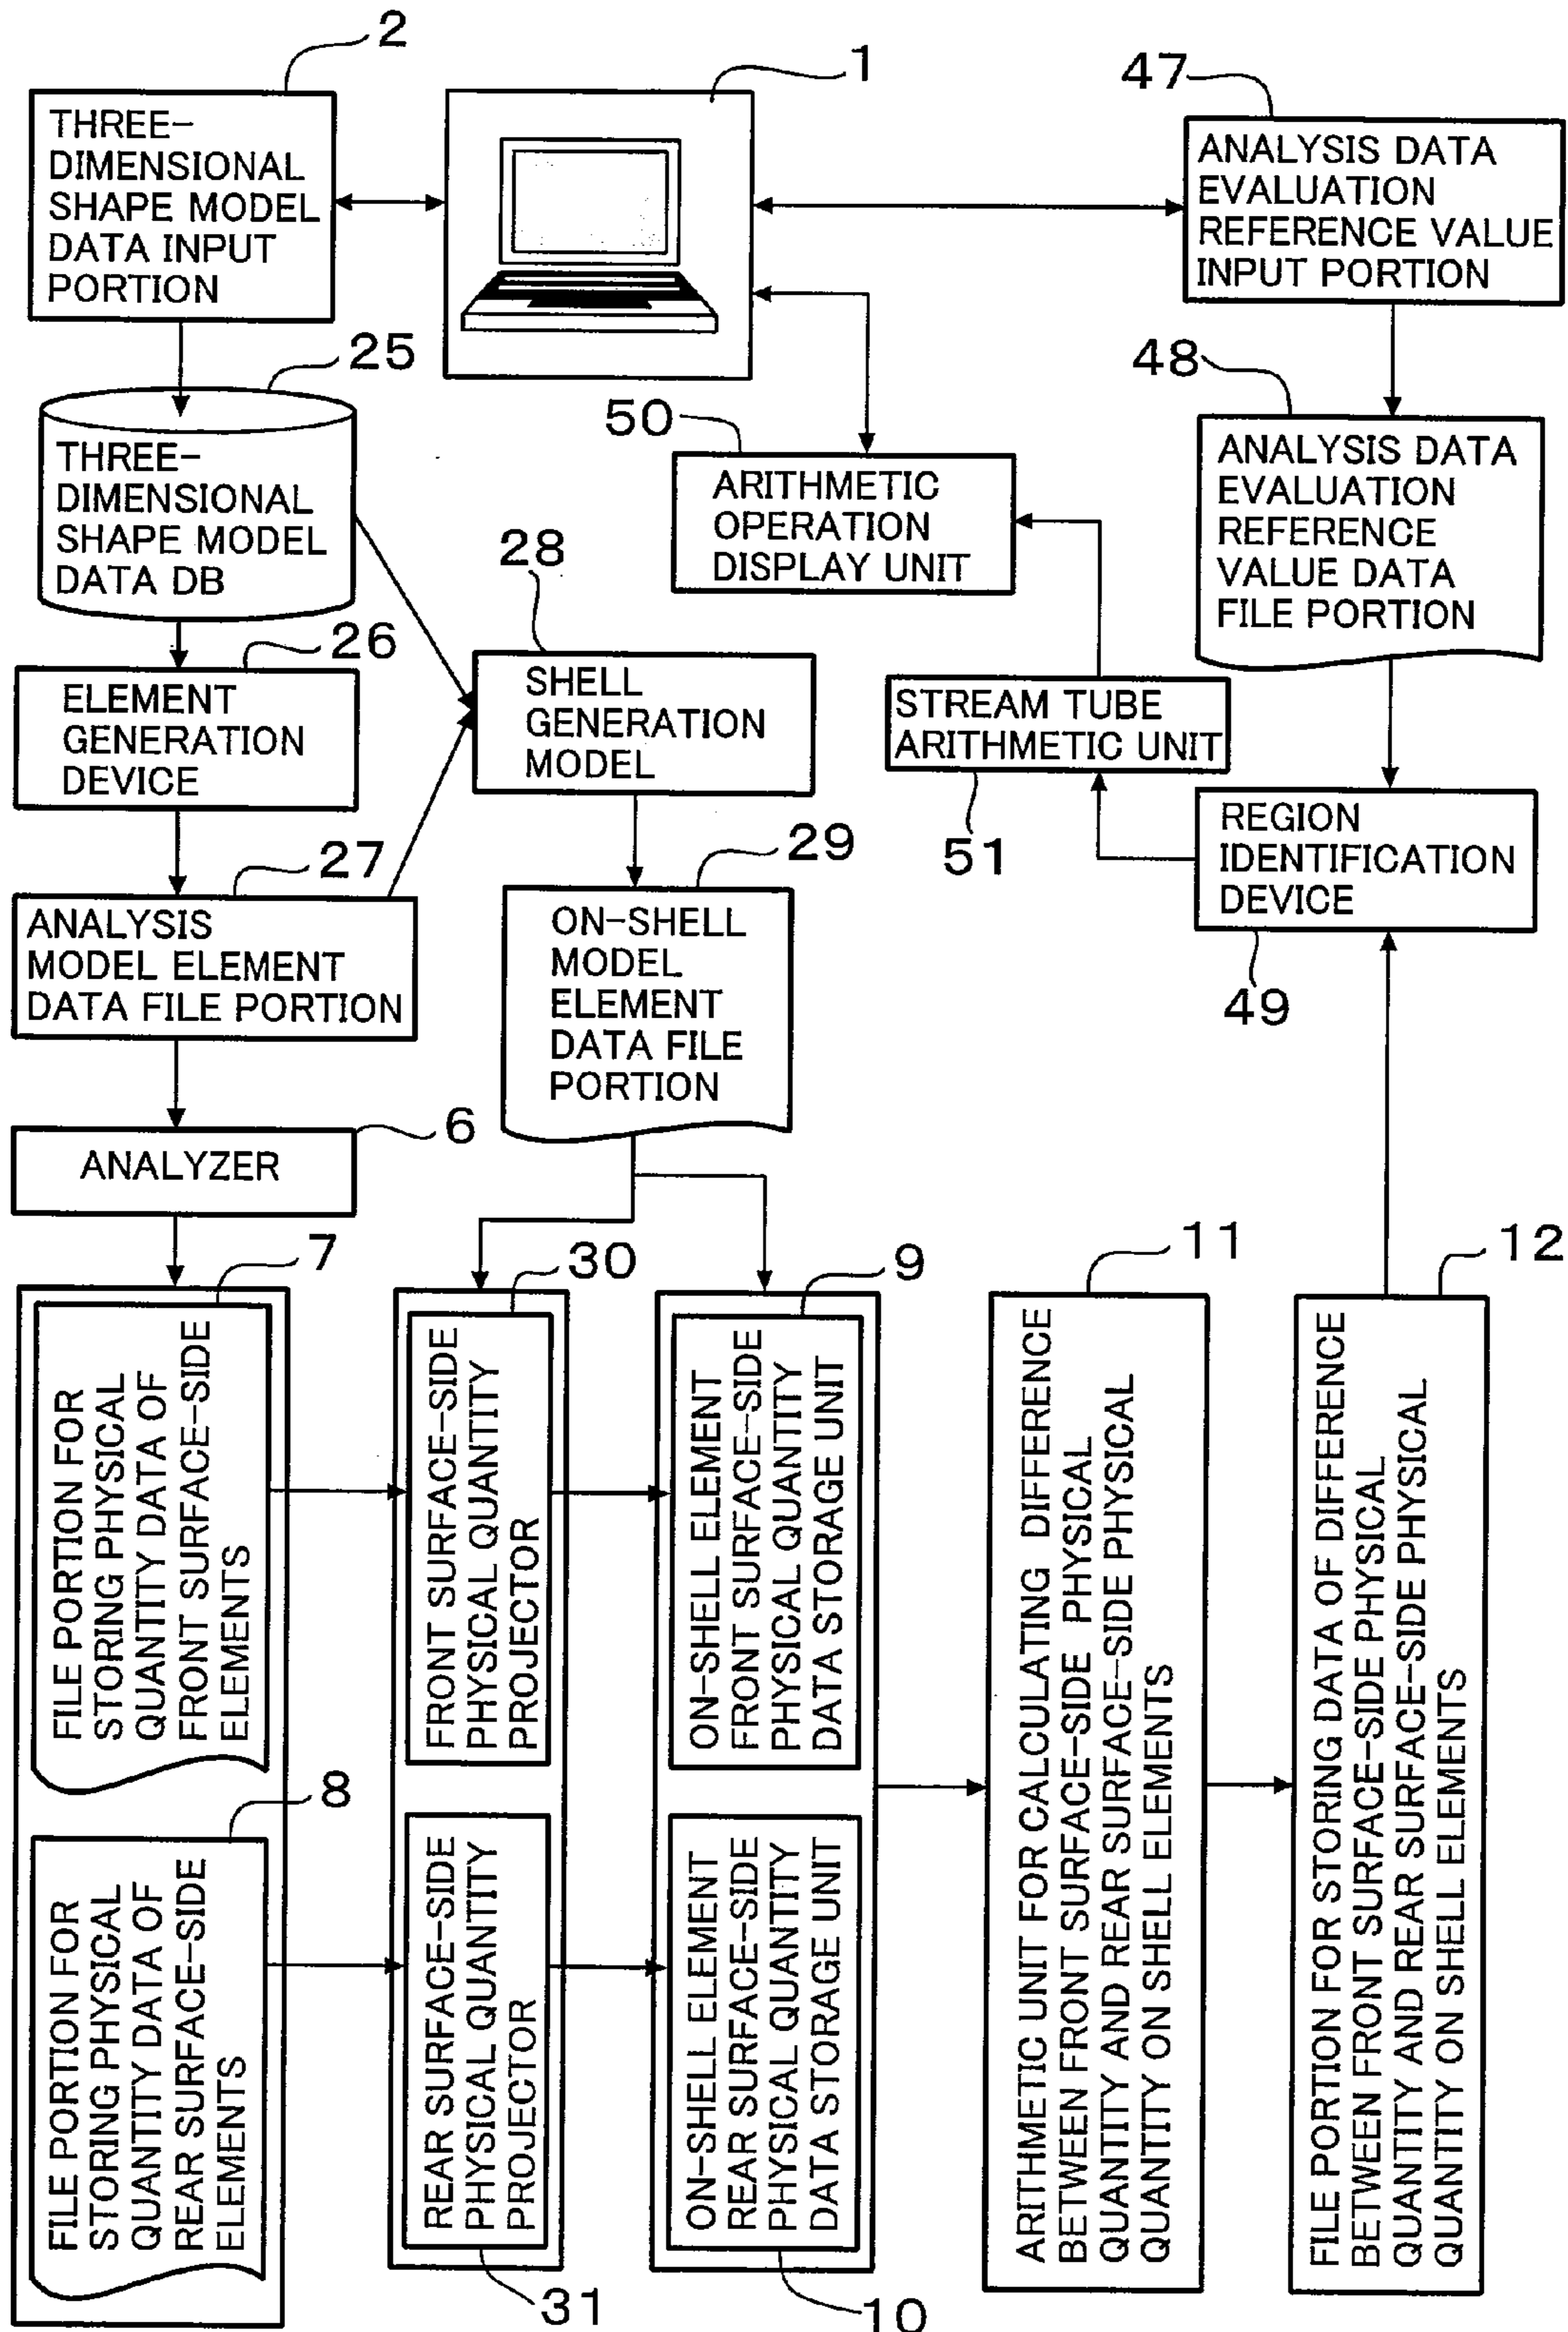 2
THREE-
DIMENSIONAL
SHAPE MODEL
DATA INPUT
PORTION
1
47
ANALYSIS DATA
EVALUATION
REFERENCE VALUE
INPUT PORTION
25
THREE-
DIMENSIONAL
SHAPE MODEL
DATA DB
50
ARITHMETIC
OPERATION
DISPLAY UNIT
48
ANALYSIS DATA
EVALUATION
REFERENCE
VALUE DATA
FILE PORTION
26
ELEMENT
GENERATION
DEVICE
28
SHELL
GENERATION
MODEL
STREAM TUBE
ARITHMETIC UNIT
51
REGION
IDENTIFICATION
DEVICE
49
27
ANALYSIS
MODEL ELEMENT
DATA FILE PORTION
29
ON-SHELL
MODEL
ELEMENT
DATA FILE
PORTION
6
ANALYZER
7
FILE PORTION FOR
STORING PHYSICAL
QUANTITY DATA OF
FRONT SURFACE-SIDE
ELEMENTS
8
FILE PORTION FOR
STORING PHYSICAL
QUANTITY DATA OF
REAR SURFACE-SIDE
ELEMENTS
30
FRONT SURFACE-SIDE
PHYSICAL QUANTITY
PROJECTOR
REAR SURFACE-SIDE
PHYSICAL QUANTITY
PROJECTOR
31
9
ON-SHELL ELEMENT
FRONT SURFACE-SIDE
PHYSICAL QUANTITY
DATA STORAGE UNIT
ON-SHELL ELEMENT
REAR SURFACE-SIDE
PHYSICAL QUANTITY
DATA STORAGE UNIT
10
11
ARITHMETIC UNIT FOR CALCULATING DIFFERENCE
BETWEEN FRONT SURFACE-SIDE PHYSICAL
QUANTITY AND REAR SURFACE-SIDE PHYSICAL
QUANTITY ON SHELL ELEMENTS
12
FILE PORTION FOR STORING DATA OF DIFFERENCE
BETWEEN FRONT SURFACE-SIDE PHYSICAL
QUANTITY AND REAR SURFACE-SIDE PHYSICAL
QUANTITY ON SHELL ELEMENTS